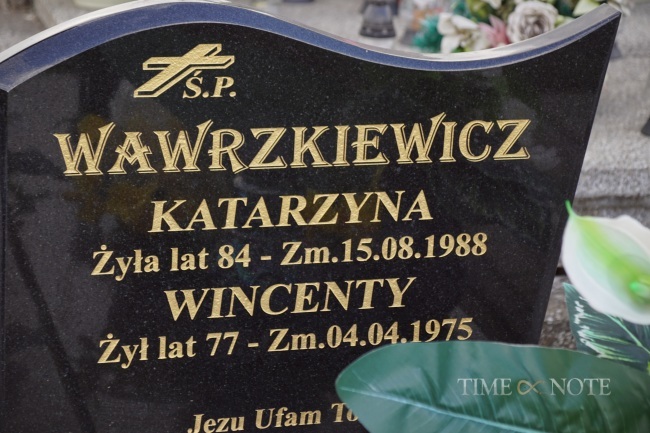 Ś.P.
WAWRZKIEWICZ
KATARZYNA
Żyła lat 84 - Zm.15.08.1988
WINCENTY
Żył lat 77 - Zm.04.04.1975
Jezu Ufam
TIME NOTE